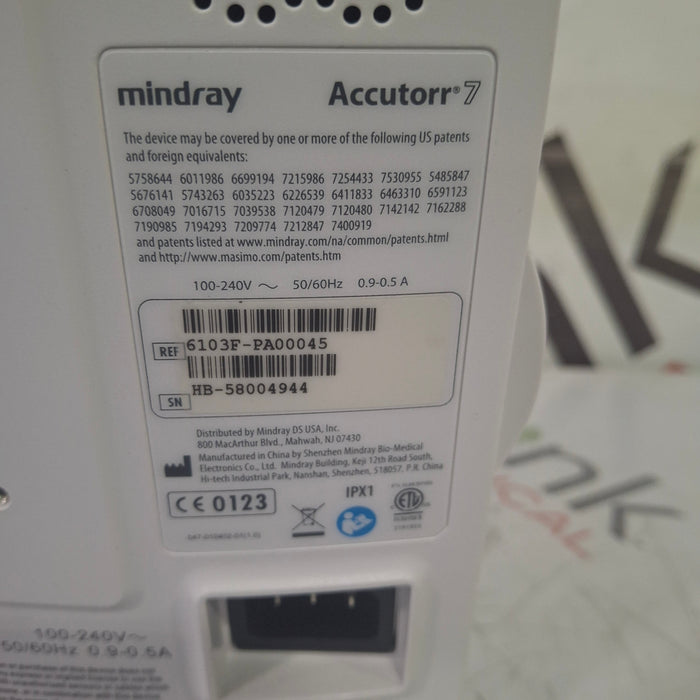 mindray Accutorr® 7
The device may be covered by one or more of the following US patents
and foreign equivalents:
5758644 6011986 6699194 7215986 7254433 7530955 5485847
5676141 5743263 6035223 6226539 6411833 6463310 6591123
6708049 7016715 7039538 7120479 7120480 7142142 7162288
7190985 7194293 7209774 7212847 7400919
and patents listed at www.mindray.com/na/common/patents.html
and http://www.masimo.com/patents.htm
100-240V ～ 50/60Hz 0.9-0.5 A
REF 6103F-PA00045
SN HB-58004944
Distributed by Mindray DS USA, Inc.
800 MacArthur Blvd., Mahwah, NJ 07430
Manufactured in China by Shenzhen Mindray Bio-Medical
Electronics Co., Ltd. Mindray Building, Keji 12th Road South,
Hi-tech Industrial Park, Nanshan, Shenzhen, 518057, P.R. China
CE 0123
IPX1
ETL
100-240V～
50/60Hz 0.9-0.5A
nk
CAL